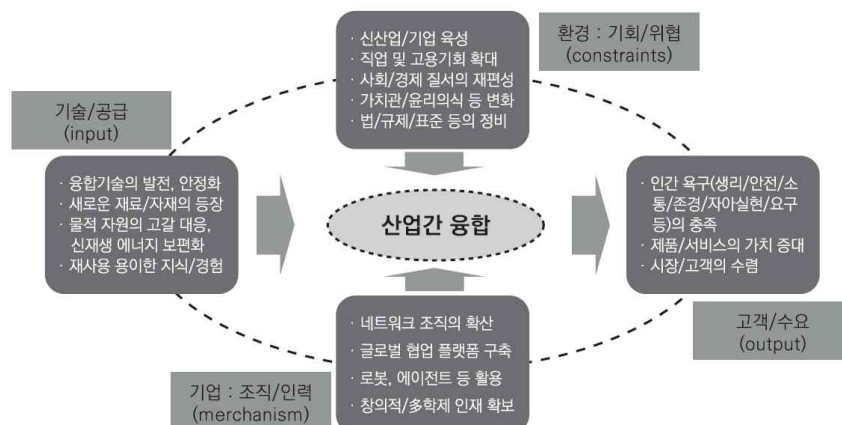 · 신산업/기업 육성
· 직업 및 고용기회 확대
· 사회/경제 질서의 재편성
· 가치관/윤리의식 등 변화
· 법/규제/표준 등의 정비
환경 : 기회/위협
(constraints)
기술/공급
(input)
· 융합기술의 발전, 안정화
· 새로운 재료/자재의 등장
· 물적 자원의 고갈 대응,
신재생 에너지 보편화
· 재사용 용이한 지식/경험
산업간 융합
· 인간 욕구(생리/안전/소
통/존경/자아실현/요구
등)의 충족
· 제품/서비스의 가치 증대
· 시장/고객의 수렴
고객/수요
(output)
· 네트워크 조직의 확산
· 글로벌 협업 플랫폼 구축
· 로봇, 에이전트 등 활용
· 창의적/多학제 인재 확보
기업 : 조직/인력
(merchanism)